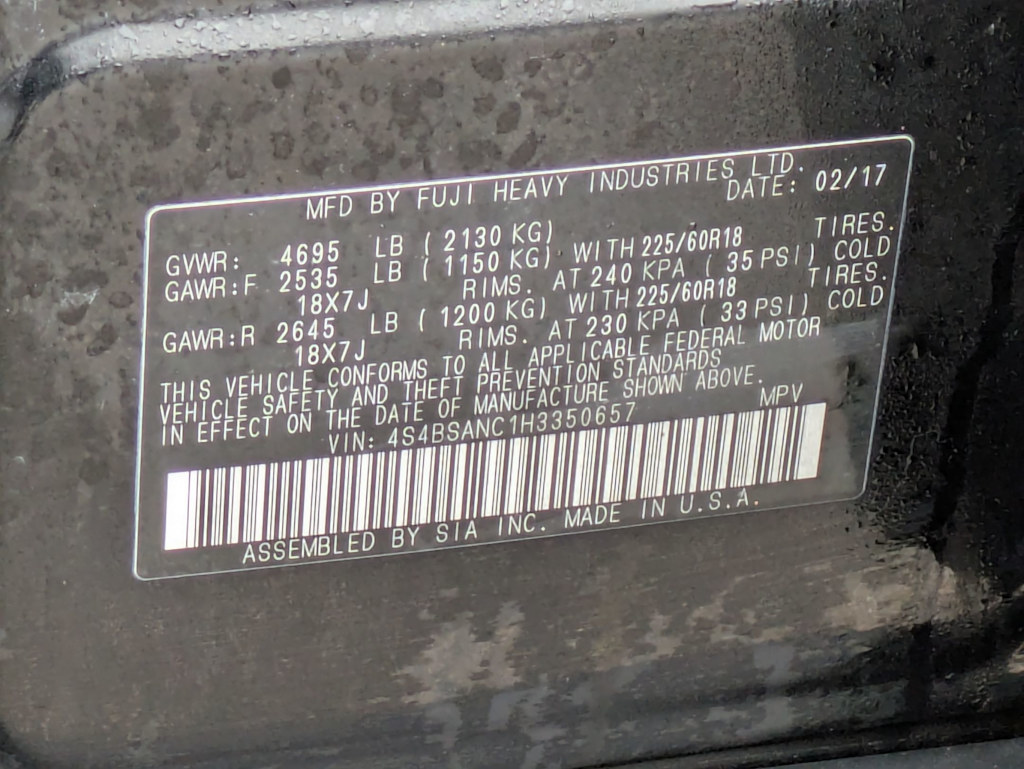 MFD BY FUJI HEAVY INDUSTRIES LTD.
DATE: 02/17
GVWR: 4695 LB ( 2130 KG)
GAWR:F 2535 LB ( 1150 KG) WITH 225/60R18 TIRES.
18X7J RIMS. AT 240 KPA ( 35 PSI) COLD
GAWR:R 2645 LB ( 1200 KG) WITH 225/60R18 TIRES.
18X7J RIMS. AT 230 KPA ( 33 PSI) COLD
THIS VEHICLE CONFORMS TO ALL APPLICABLE FEDERAL MOTOR
VEHICLE SAFETY AND THEFT PREVENTION STANDARDS
IN EFFECT ON THE DATE OF MANUFACTURE SHOWN ABOVE.
VIN: 4S4BSANC1H3350657 MPV
ASSEMBLED BY SIA INC. MADE IN U.S.A.